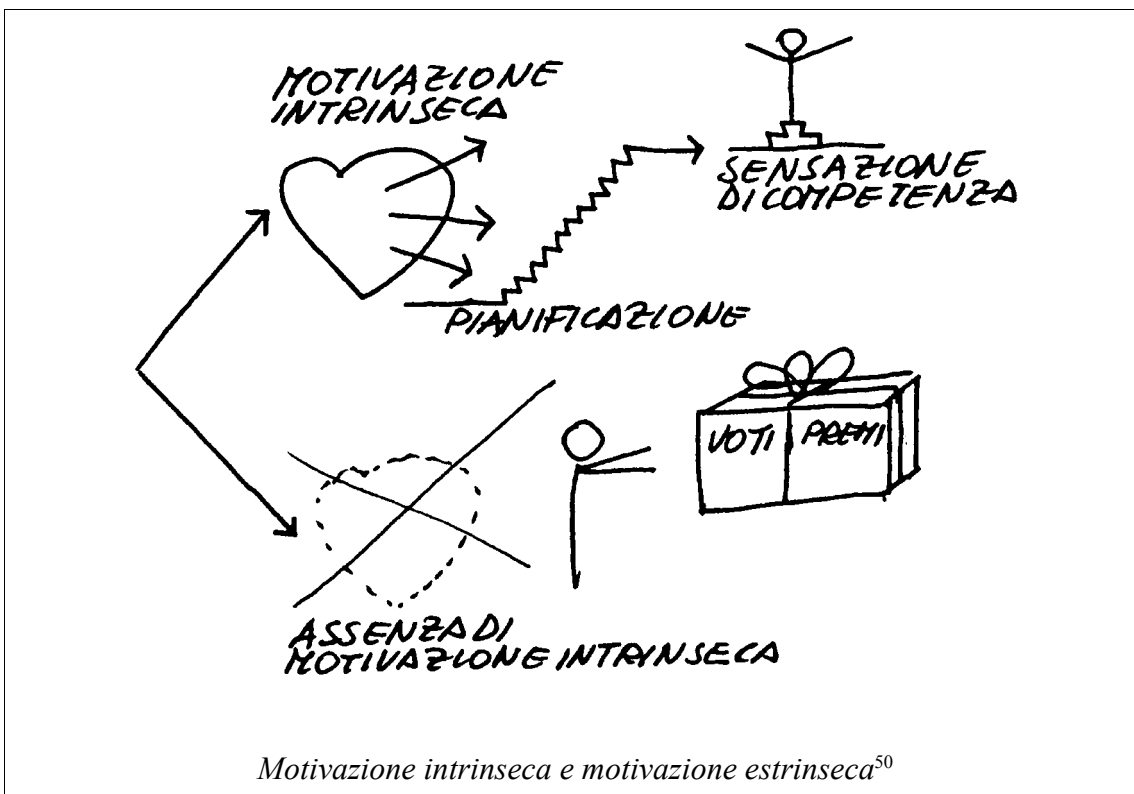 MOTIVAZIONE
INTRINSECA
SENSAZIONE
DI COMPETENZA
PIANIFICAZIONE
VOTI PREMI
ASSENZA DI
MOTIVAZIONE INTRINSECA
Motivazione intrinseca e motivazione estrinseca50